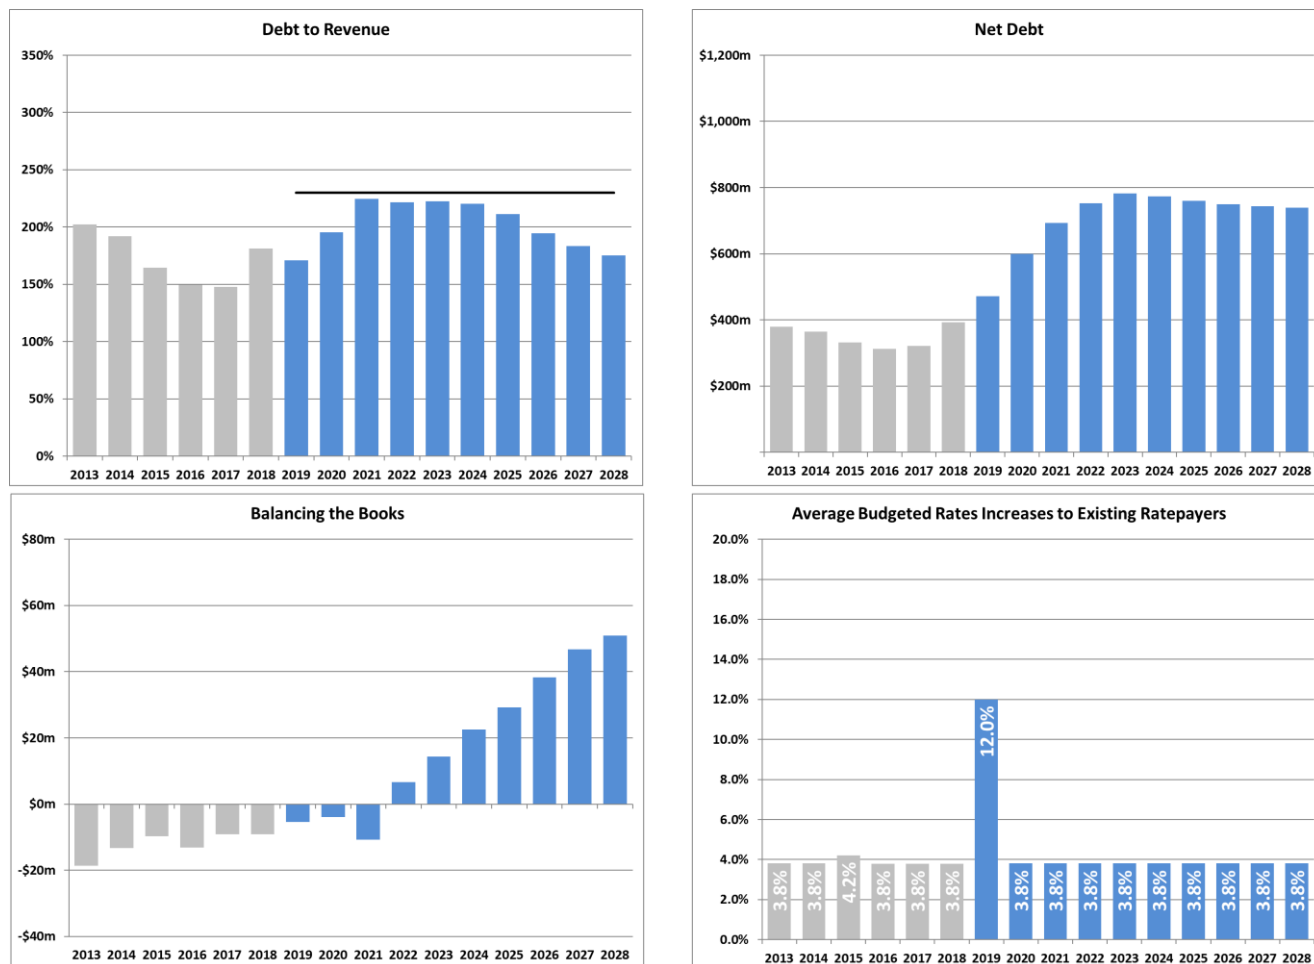 Debt to Revenue
350%
300%
250%
200%
150%
100%
50%
0%
2013 2014 2015 2016 2017 2018 2019 2020 2021 2022 2023 2024 2025 2026 2027 2028
Net Debt
$1,200m
$1,000m
$800m
$600m
$400m
$200m
2013 2014 2015 2016 2017 2018 2019 2020 2021 2022 2023 2024 2025 2026 2027 2028
Balancing the Books
$80m
$60m
$40m
$20m
$0m
-$20m
-$40m
2013 2014 2015 2016 2017 2018 2019 2020 2021 2022 2023 2024 2025 2026 2027 2028
Average Budgeted Rates Increases to Existing Ratepayers
20.0%
18.0%
16.0%
14.0%
12.0%
10.0%
8.0%
6.0%
4.0%
2.0%
0.0%
3.8% 3.8% 4.2% 3.8% 3.8% 3.8% 12.0% 3.8% 3.8% 3.8% 3.8% 3.8% 3.8% 3.8% 3.8% 3.8%
2013 2014 2015 2016 2017 2018 2019 2020 2021 2022 2023 2024 2025 2026 2027 2028